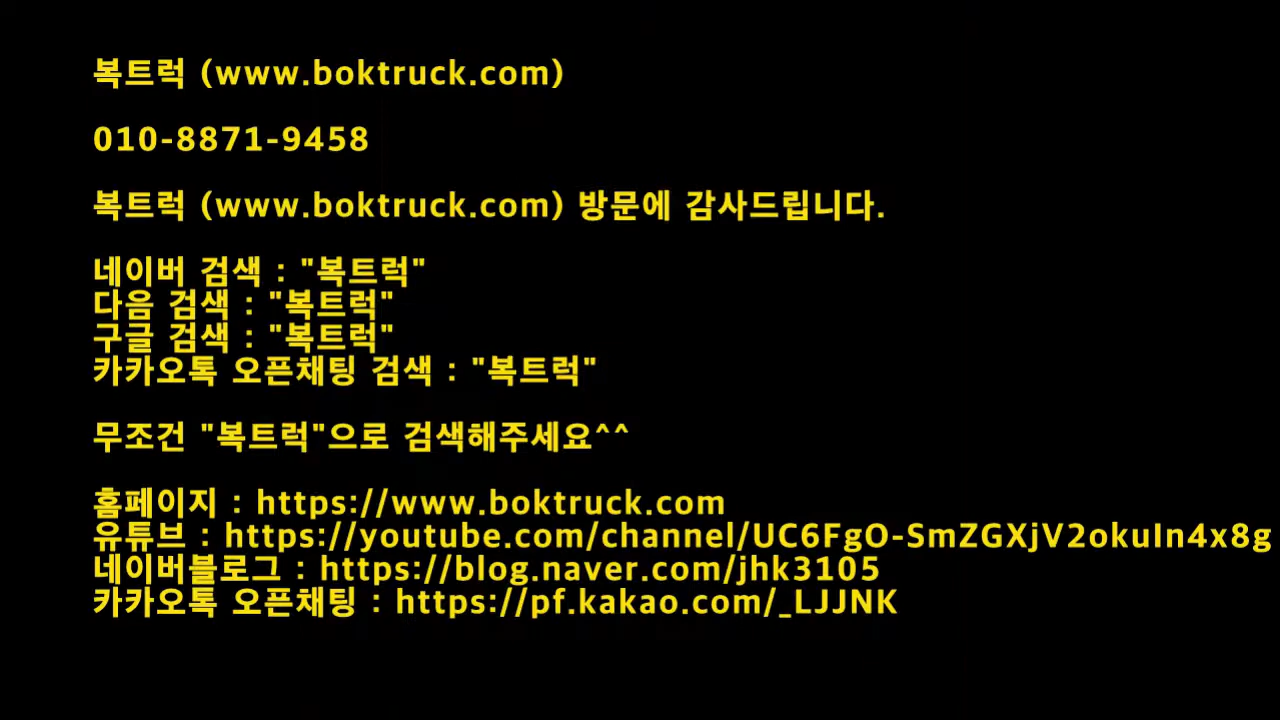 복트럭 (www.boktruck.com)
010-8871-9458
복트럭 (www.boktruck.com) 방문에 감사드립니다.
네이버 검색 : "복트럭"
다음 검색 : "복트럭"
구글 검색 : "복트럭"
카카오톡 오픈채팅 검색 : "복트럭"
무조건 "복트럭"으로 검색해주세요^^
홈페이지 : https://www.boktruck.com
유튜브 : https://youtube.com/channel/UC6FgO-SmZGXjV2okuIn4x8g
네이버블로그 : https://blog.naver.com/jhk3105
카카오톡 오픈채팅 : https://pf.kakao.com/_LJJNK